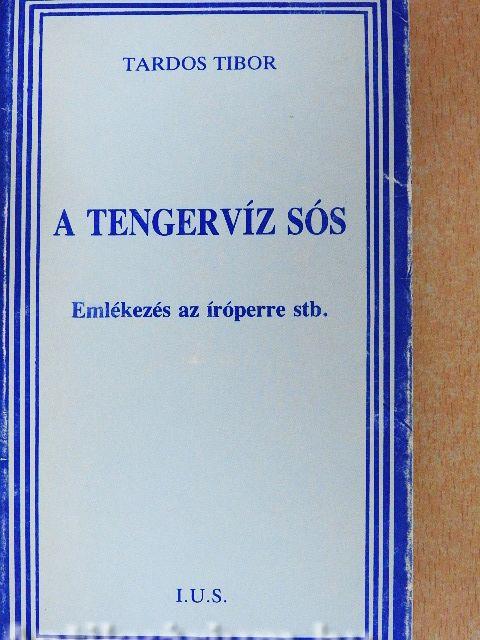 TARDOS TIBOR
A TENGERVÍZ SÓS
Emlékezés az íróperre stb.
I.U.S.